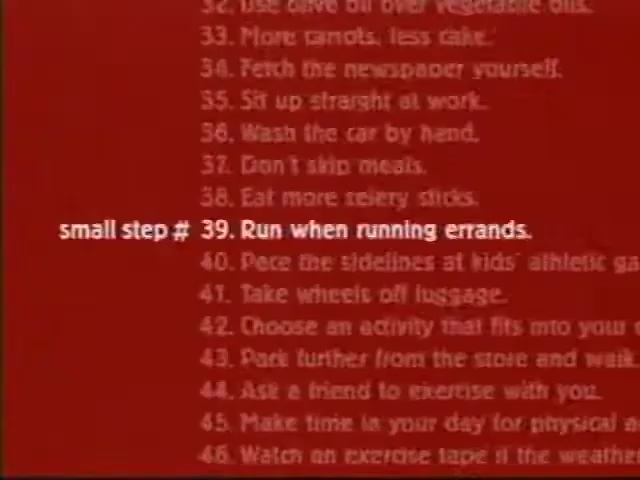 32. Use olive oil over vegetable oils.
33. More carrots, less cake.
34. Fetch the newspaper yourself.
35. Sit up straight at work.
36. Wash the car by hand.
37. Don't skip meals.
38. Eat more celery sticks.
small step # 39. Run when running errands.
40. Pace the sidelines at kids' athletic ga
41. Take wheels off luggage.
42. Choose an activity that fits into your
43. Park further from the store and walk.
44. Ask a friend to exercise with you.
45. Make time in your day for physical a
46. Watch an exercise tape if the weather